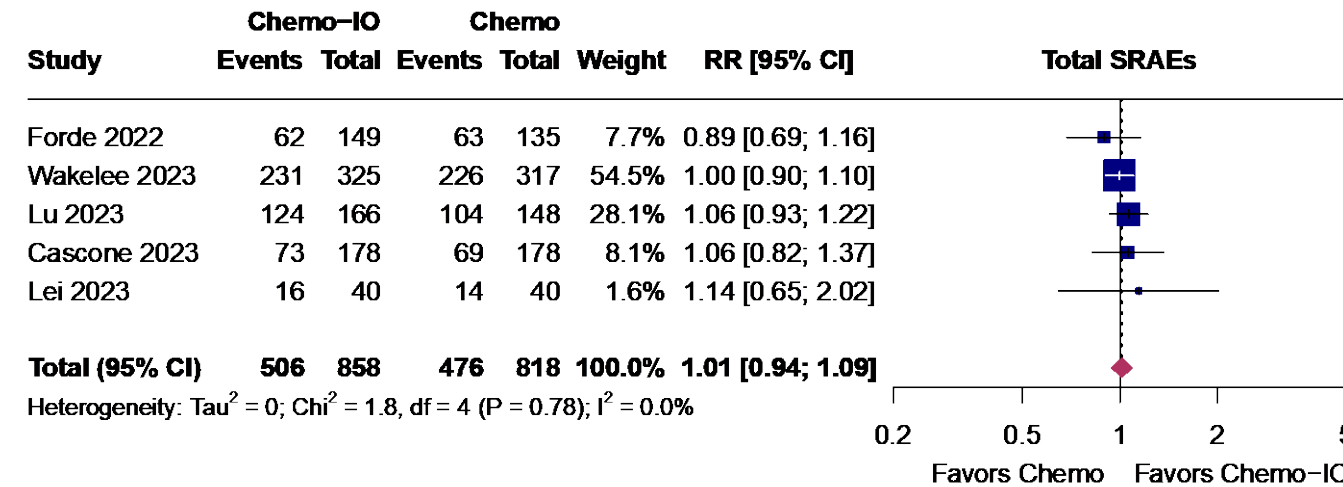 Chemo−IO Chemo
Study Events Total Events Total Weight RR [95% CI] Total SRAEs
Forde 2022 62 149 63 135 7.7% 0.89 [0.69; 1.16]
Wakelee 2023 231 325 226 317 54.5% 1.00 [0.90; 1.10]
Lu 2023 124 166 104 148 28.1% 1.06 [0.93; 1.22]
Cascone 2023 73 178 69 178 8.1% 1.06 [0.82; 1.37]
Lei 2023 16 40 14 40 1.6% 1.14 [0.65; 2.02]
Total (95% CI) 506 858 476 818 100.0% 1.01 [0.94; 1.09]
Heterogeneity: Tau² = 0; Chi² = 1.8, df = 4 (P = 0.78); I² = 0.0%
0.2 0.5 1 2 5
Favors Chemo Favors Chemo−IO